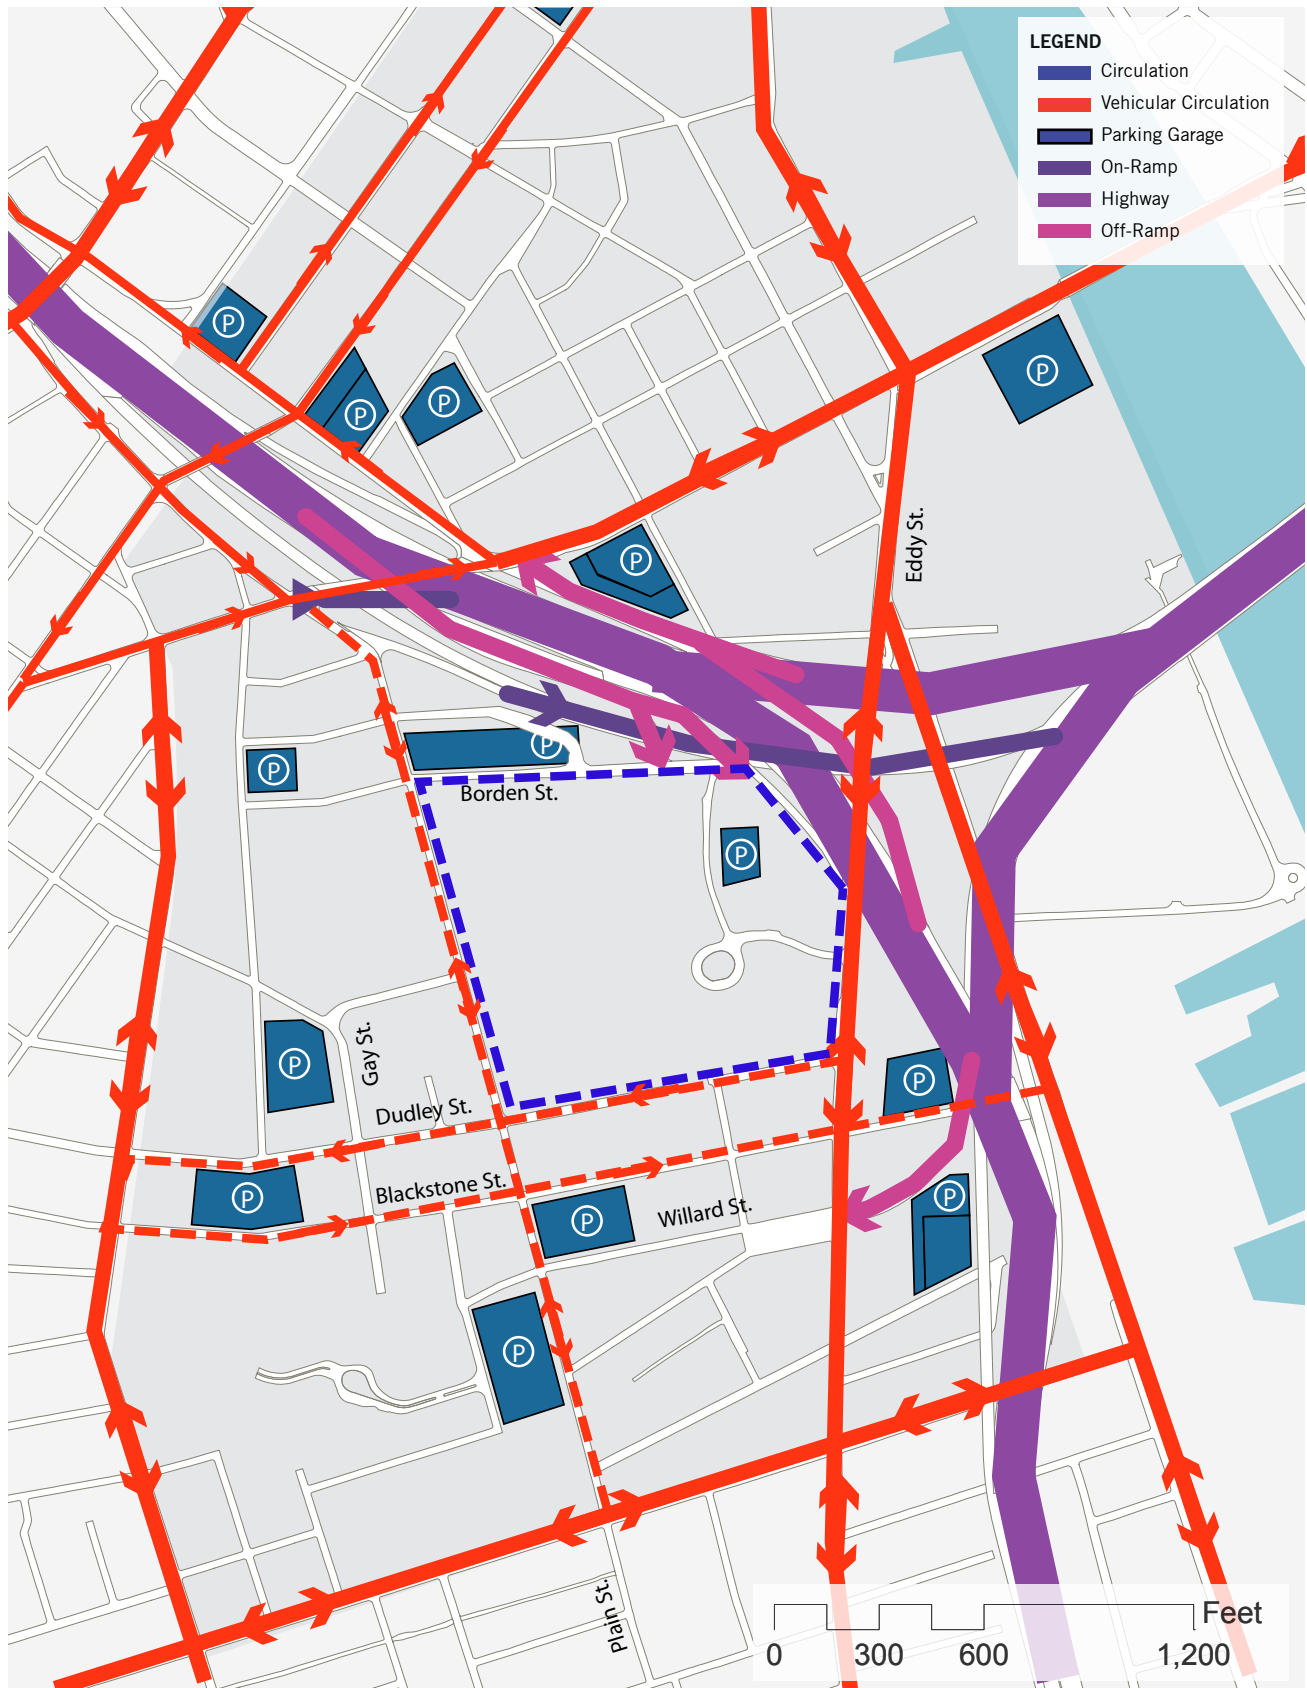 LEGEND
Circulation
Vehicular Circulation
Parking Garage
On-Ramp
Highway
Off-Ramp
P
P
P
P
Eddy St.
P
P
P
Borden St.
P
Gay St.
P
P
Dudley St.
Blackstone St.
P
P
P
Willard St.
P
Plain St.
Feet
0 300 600 1,200